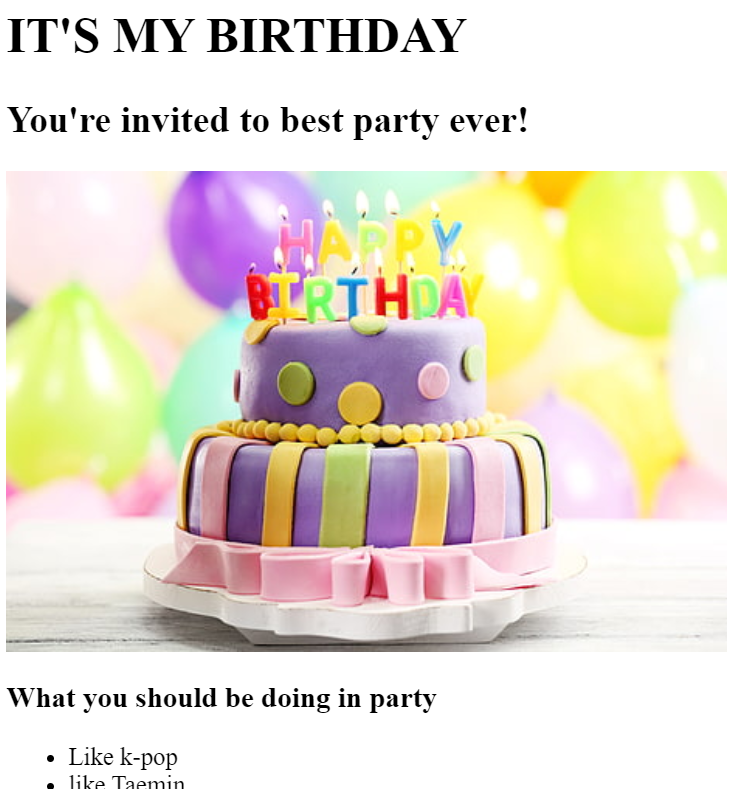 IT'S MY BIRTHDAY
You're invited to best party ever!
HAPPY
BIRTHDAY
What you should be doing in party
Like k-pop
like Taemin